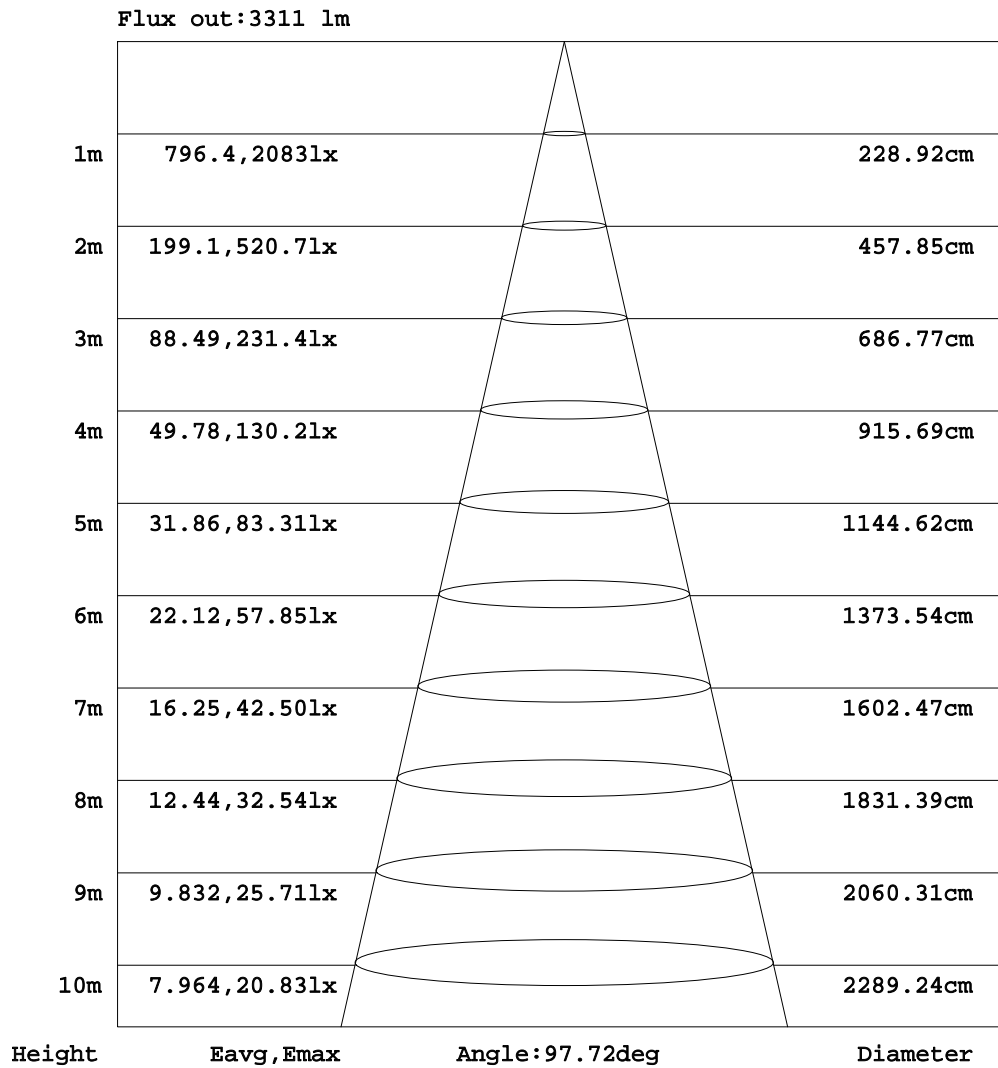 Flux out:3311 lm
1m 796.4,2083lx 228.92cm
2m 199.1,520.7lx 457.85cm
3m 88.49,231.4lx 686.77cm
4m 49.78,130.2lx 915.69cm
5m 31.86,83.31lx 1144.62cm
6m 22.12,57.85lx 1373.54cm
7m 16.25,42.50lx 1602.47cm
8m 12.44,32.54lx 1831.39cm
9m 9.832,25.71lx 2060.31cm
10m 7.964,20.83lx 2289.24cm
Height Eavg,Emax Angle:97.72deg Diameter